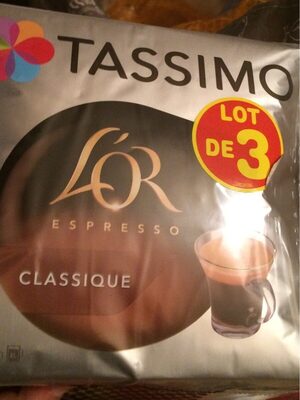 TASSIMO
LOT
DE 3
L'OR
ESPRESSO
CLASSIQUE